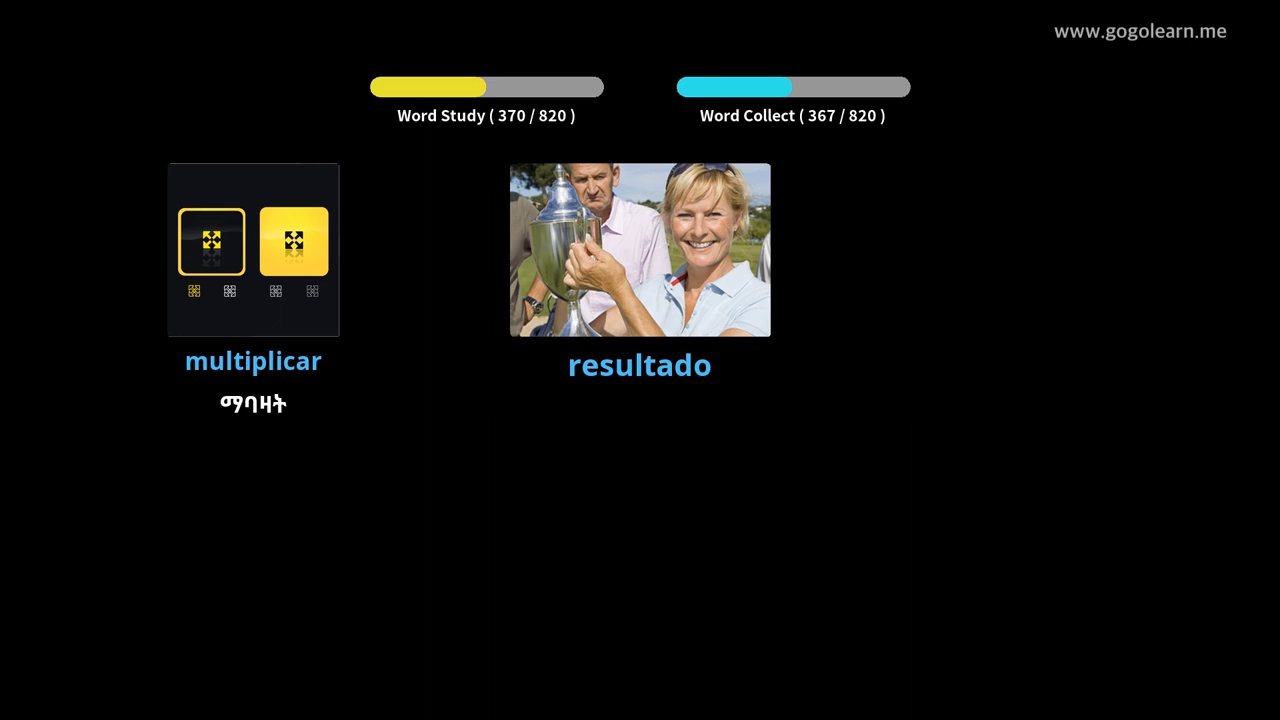 www.gogolearn.me
Word Study ( 370 / 820 )
Word Collect ( 367 / 820 )
multiplicar
ማባዛት
resultado